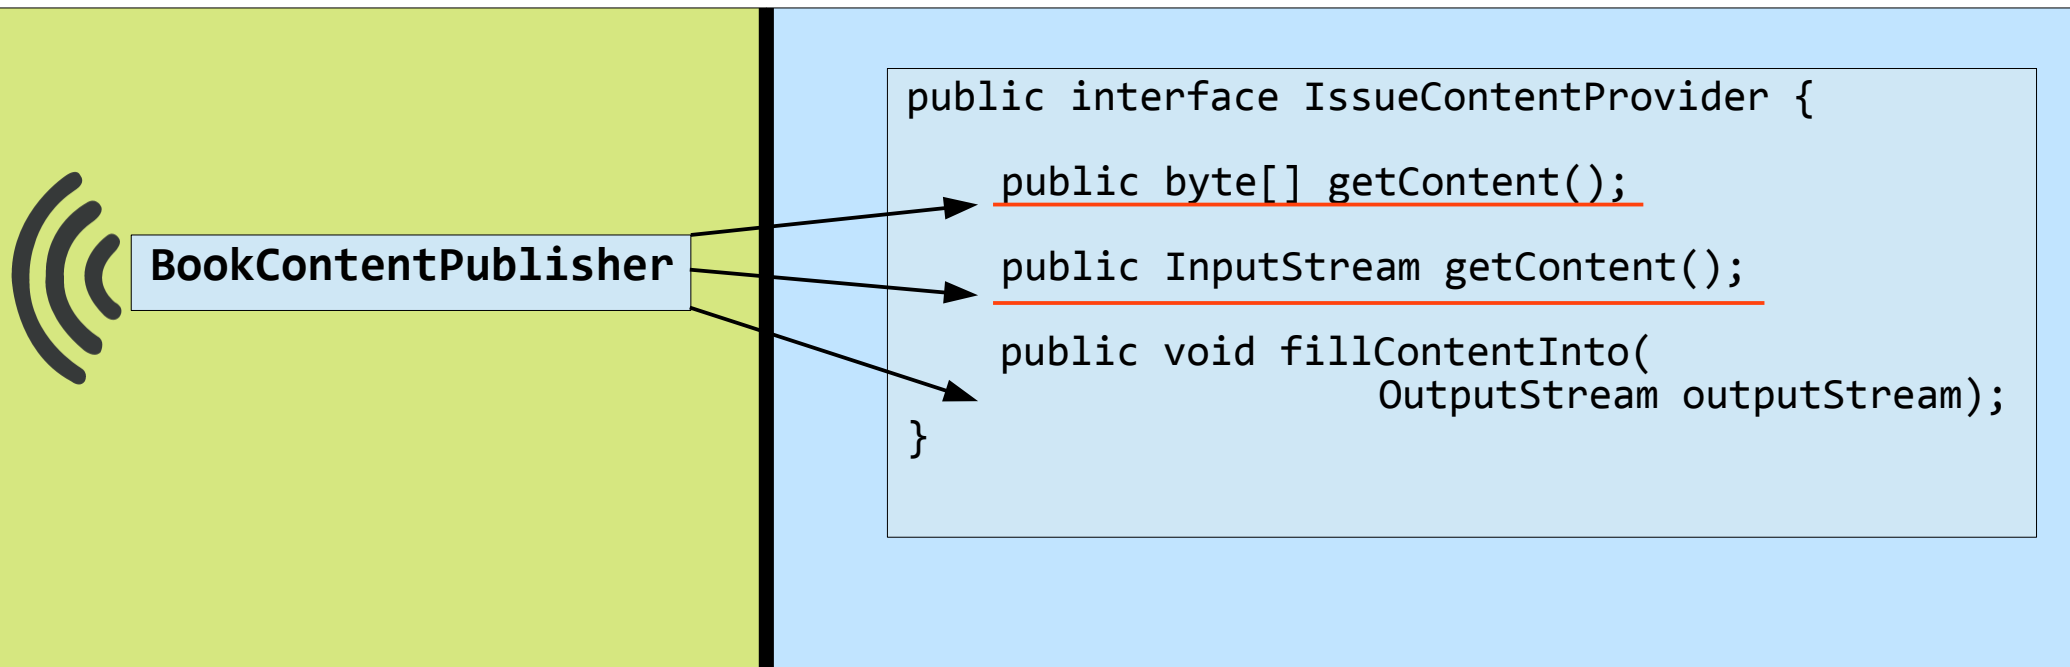 BookContentPublisher
public interface IssueContentProvider {
public byte[] getContent();
public InputStream getContent();
public void fillContentInto(
OutputStream outputStream);
}